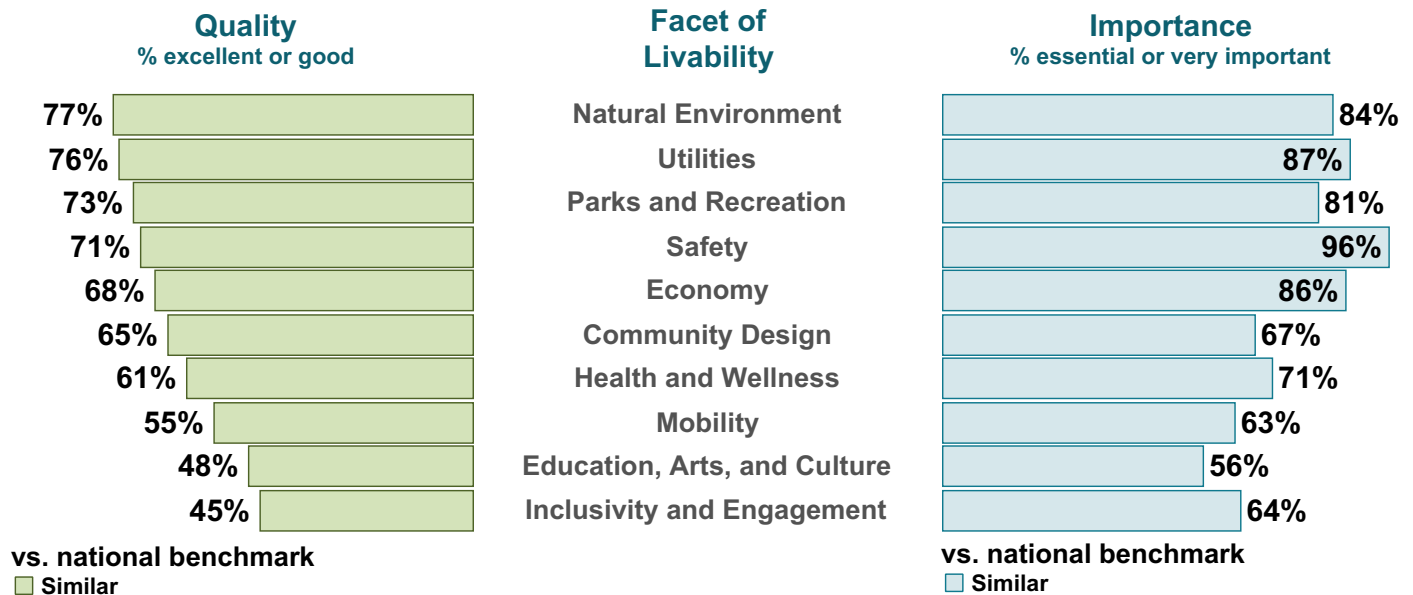 Quality
% excellent or good
Facet of
Livability
Importance
% essential or very important
77% Natural Environment 84%
76% Utilities 87%
73% Parks and Recreation 81%
71% Safety 96%
68% Economy 86%
65% Community Design 67%
61% Health and Wellness 71%
55% Mobility 63%
48% Education, Arts, and Culture 56%
45% Inclusivity and Engagement 64%
vs. national benchmark
Similar
vs. national benchmark
Similar